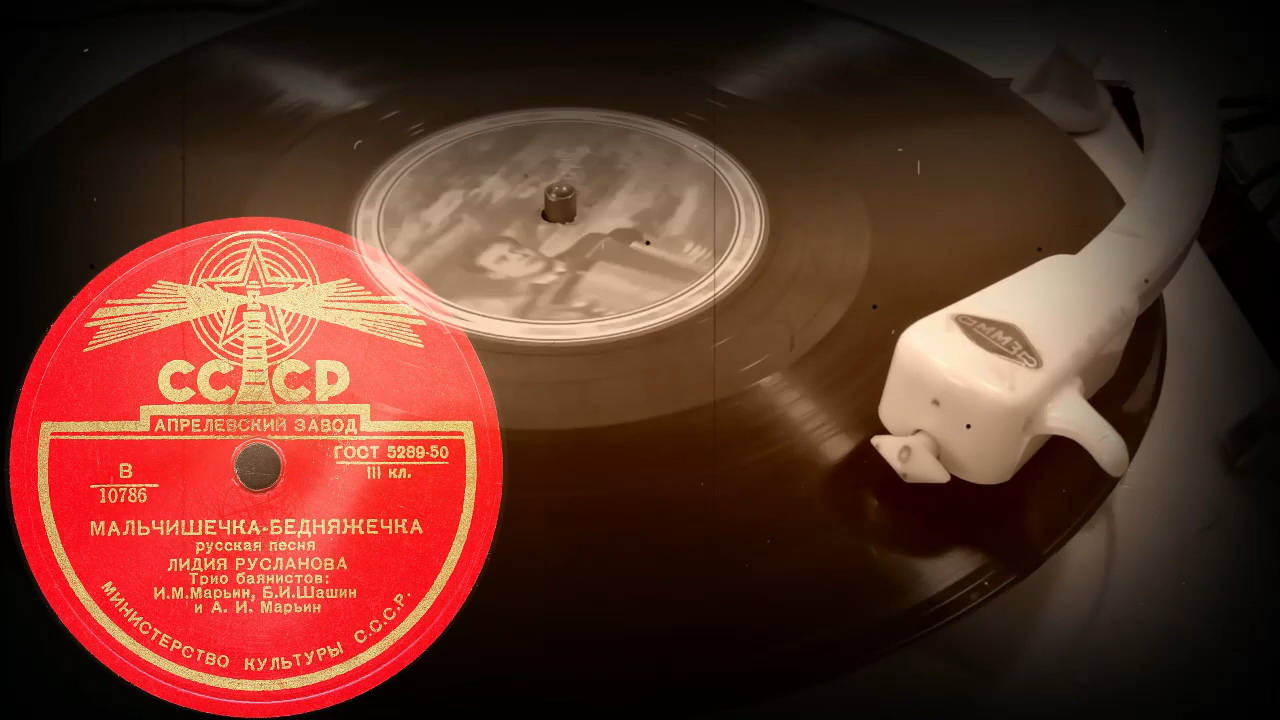 СССР
АПРЕЛЕВСКИЙ ЗАВОД
ГОСТ 5289-50
III кл.
В
10786
МАЛЬЧИШЕЧКА-БЕДНЯЖЕЧКА
русская песня
ЛИДИЯ РУСЛАНОВА
Трио баянистов:
И.М.Марьин, Б.И.Шашин
и А. И. Марьин
МИНИСТЕРСТВО КУЛЬТУРЫ С.С.С.Р.